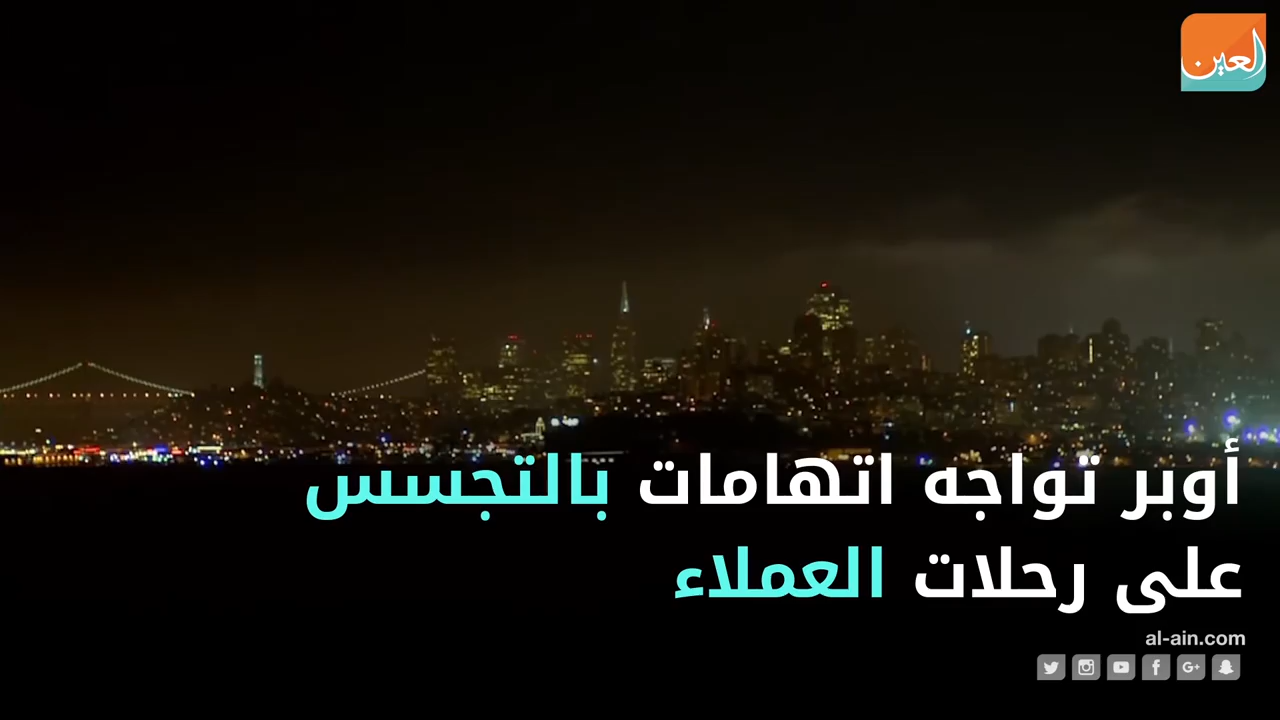 العين
أوبر تواجه اتهامات بالتجسس
على رحلات العملاء
al-ain.com